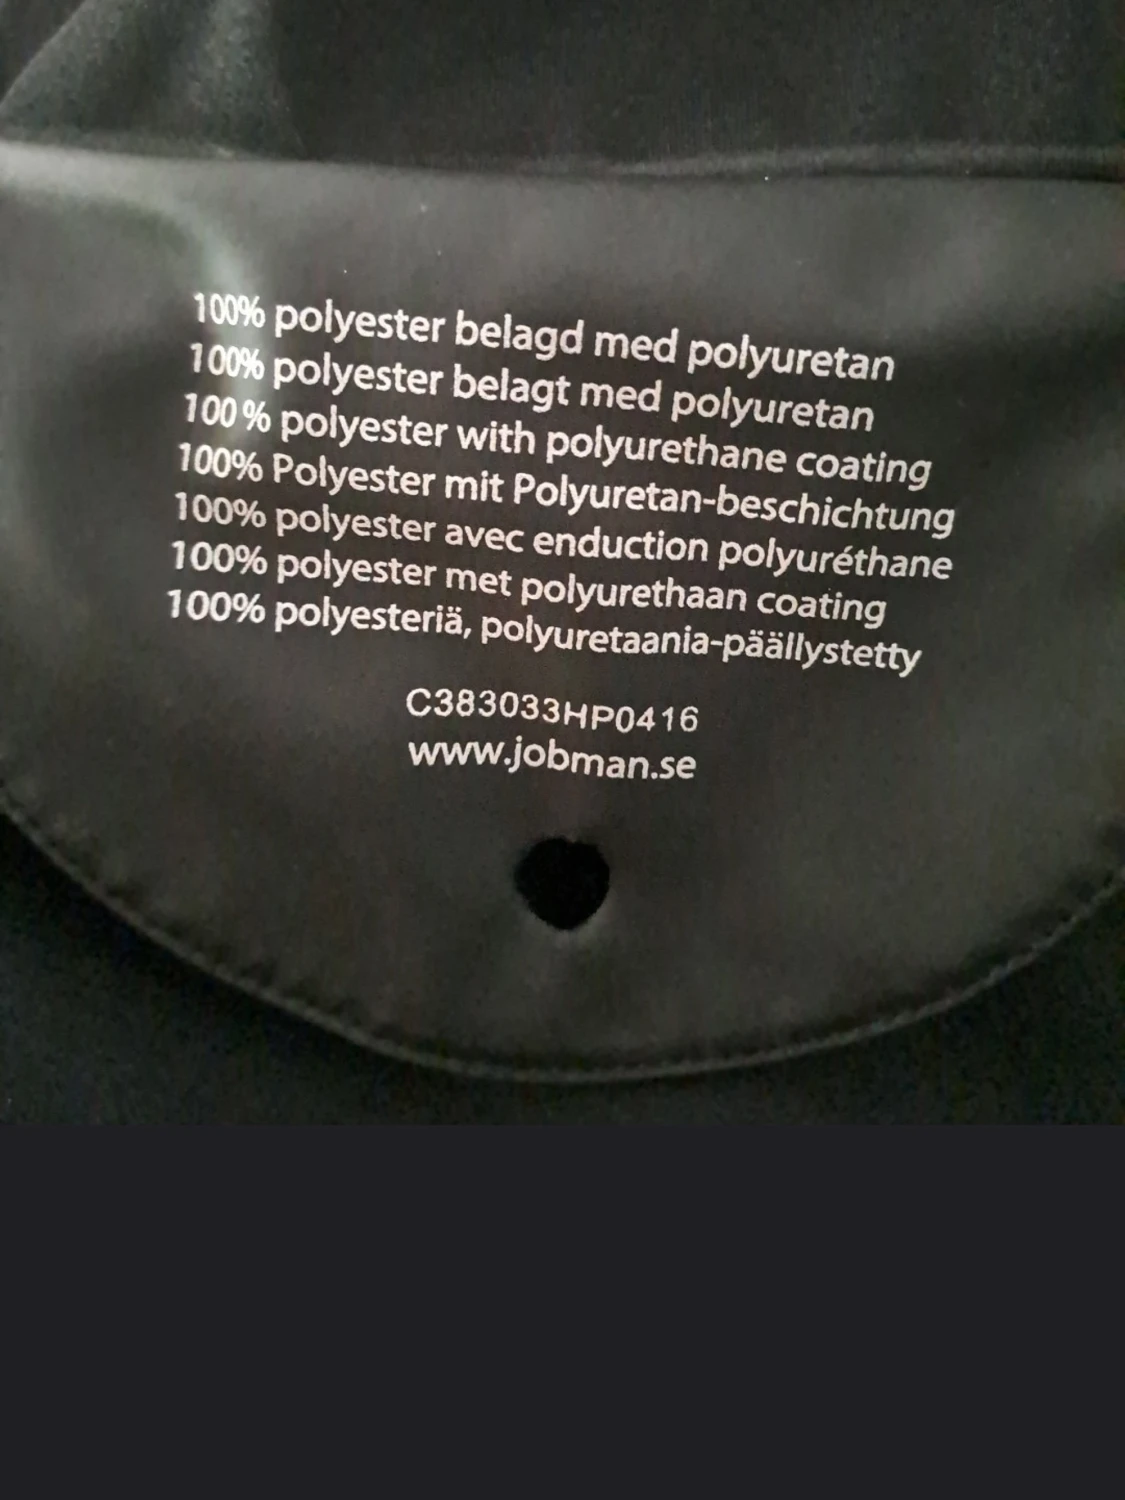 100% polyester belagd med polyuretan
100% polyester belagt med polyuretan
100% polyester with polyurethane coating
100% Polyester mit Polyuretan-beschichtung
100% polyester avec enduction polyuréthane
100% polyester met polyurethaan coating
100% polyesteriä, polyuretaania-päällystetty
C383033HP0416
www.jobman.se